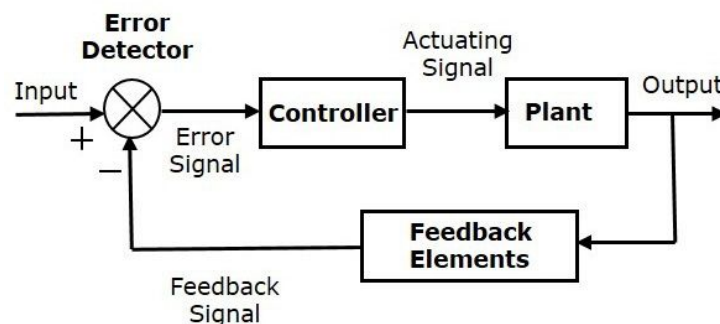 Error
Detector
Input
+
−
Error
Signal
Controller
Actuating
Signal
Plant
Output
Feedback
Elements
Feedback
Signal